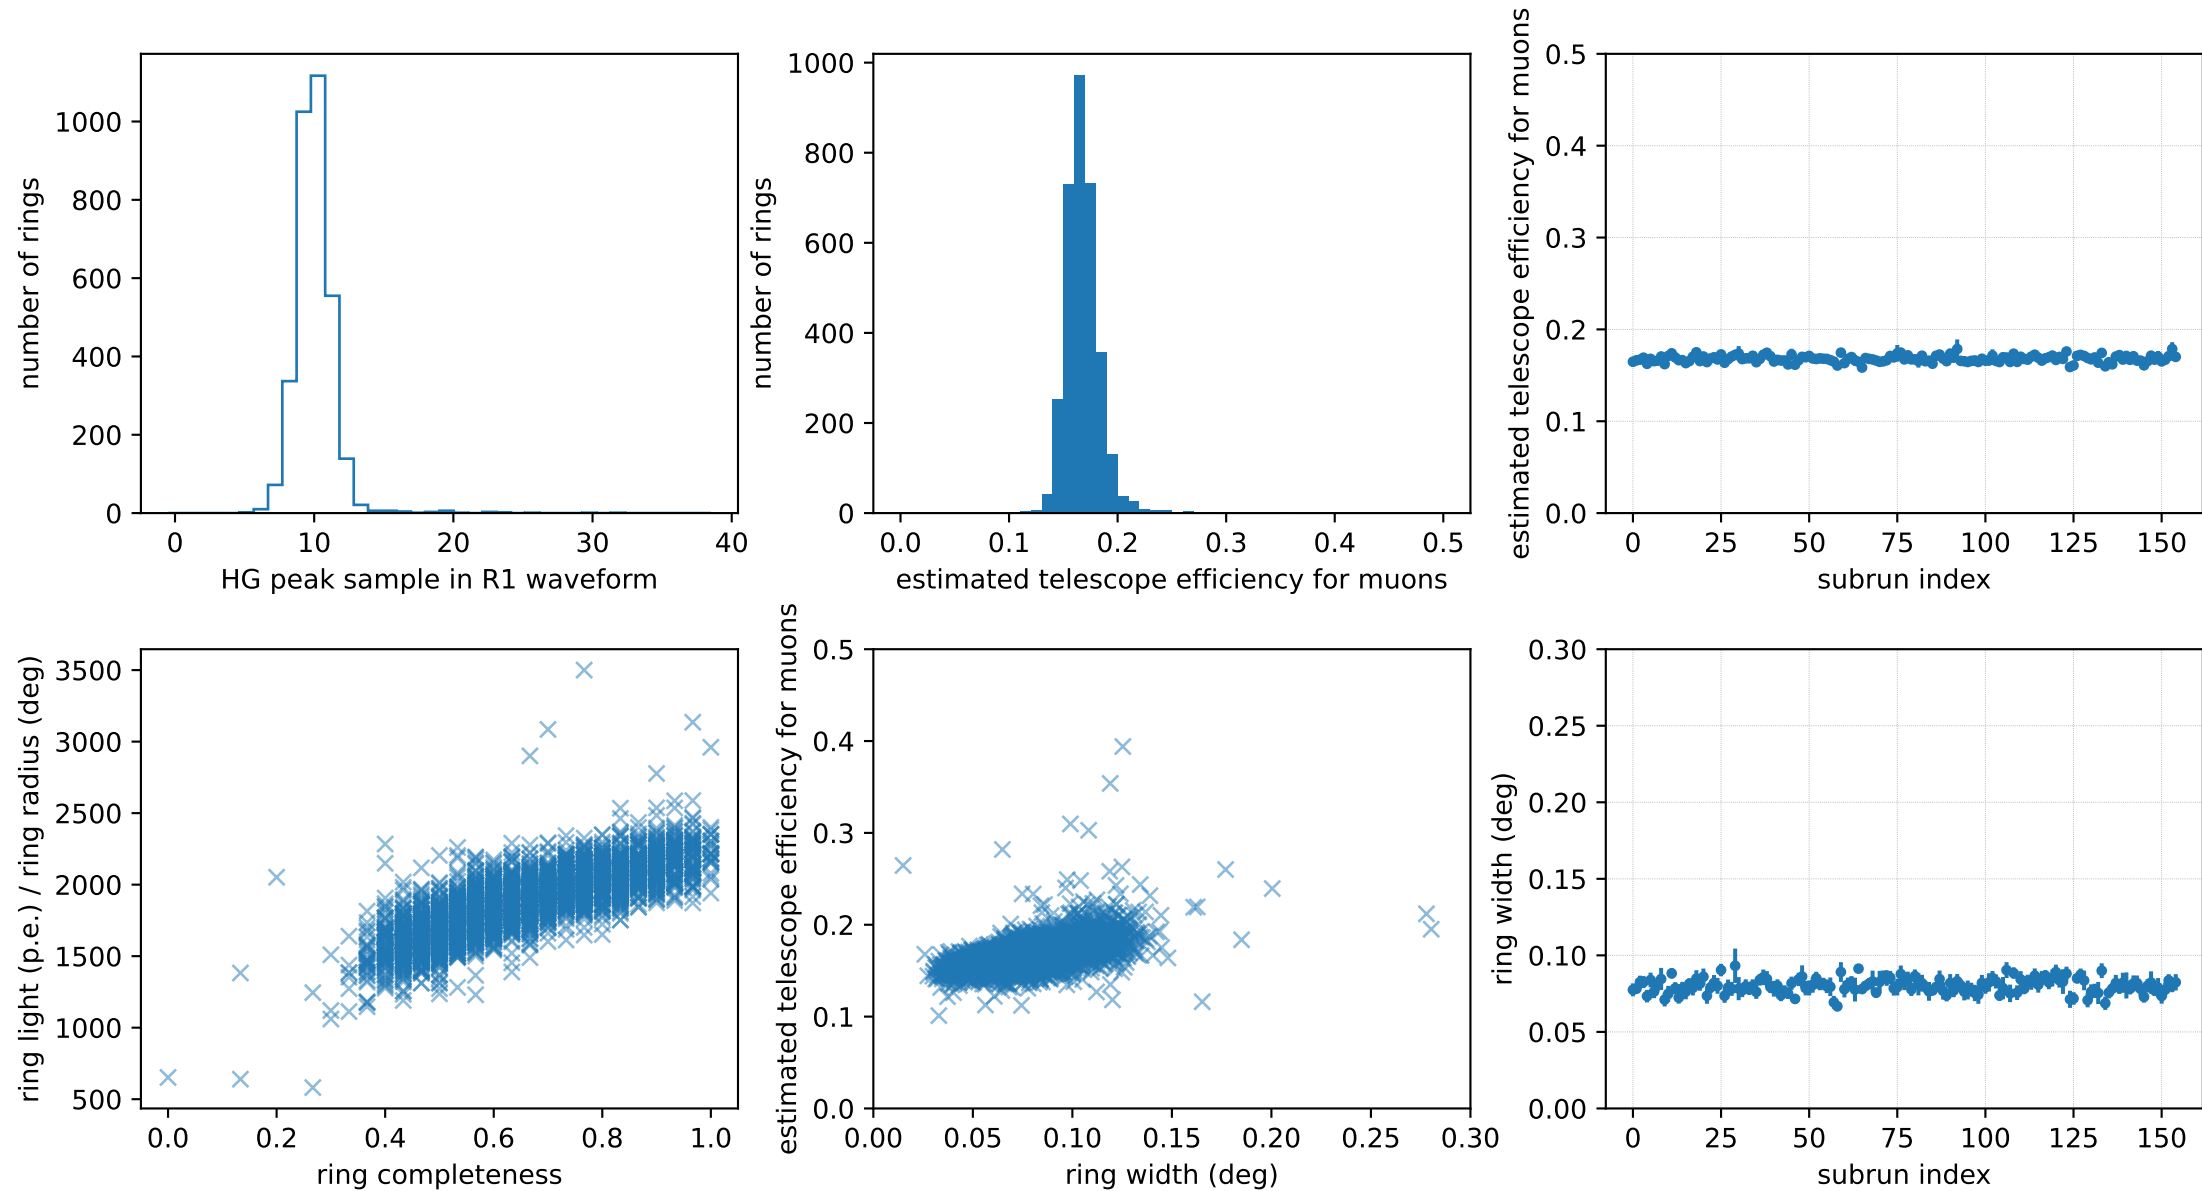 number of rings
1000
800
600
400
200
0
0 10 20 30 40
HG peak sample in R1 waveform
number of rings
1000
800
600
400
200
0
0.0 0.1 0.2 0.3 0.4 0.5
estimated telescope efficiency for muons
estimated telescope efficiency for muons
0.5
0.4
0.3
0.2
0.1
0.0
0 25 50 75 100 125 150
subrun index
ring light (p.e.) / ring radius (deg)
3500
3000
2500
2000
1500
1000
500
0.0 0.2 0.4 0.6 0.8 1.0
ring completeness
estimated telescope efficiency for muons
0.5
0.4
0.3
0.2
0.1
0.0
0.00 0.05 0.10 0.15 0.20 0.25 0.30
ring width (deg)
ring width (deg)
0.30
0.25
0.20
0.15
0.10
0.05
0.00
0 25 50 75 100 125 150
subrun index